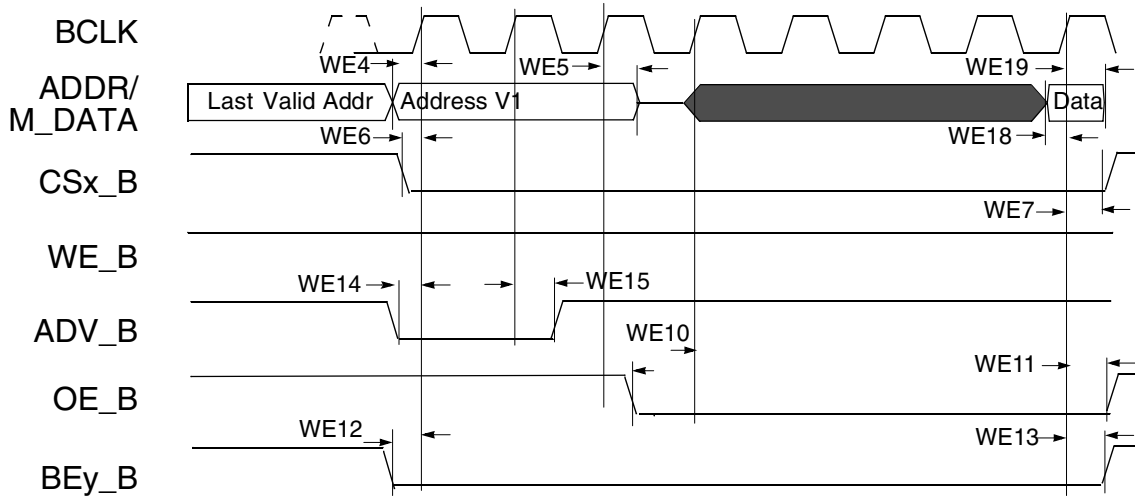 BCLK
WE4
WE5
WE19
ADDR/
M_DATA
Last Valid Addr
Address V1
Data
WE6
WE18
CSx_B
WE7
WE_B
WE14
WE15
ADV_B
WE10
OE_B
WE11
WE12
WE13
BEy_B